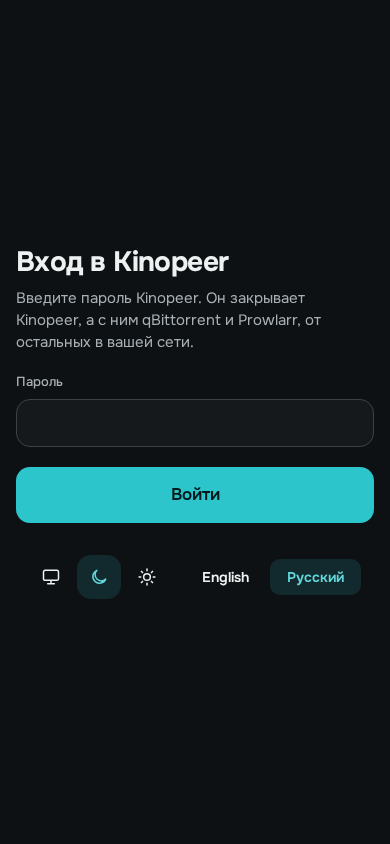 Вход в Kinopeer
Введите пароль Kinopeer. Он закрывает
Kinopeer, а с ним qBittorrent и Prowlarr, от
остальных в вашей сети.
Пароль
Войти
English Русский